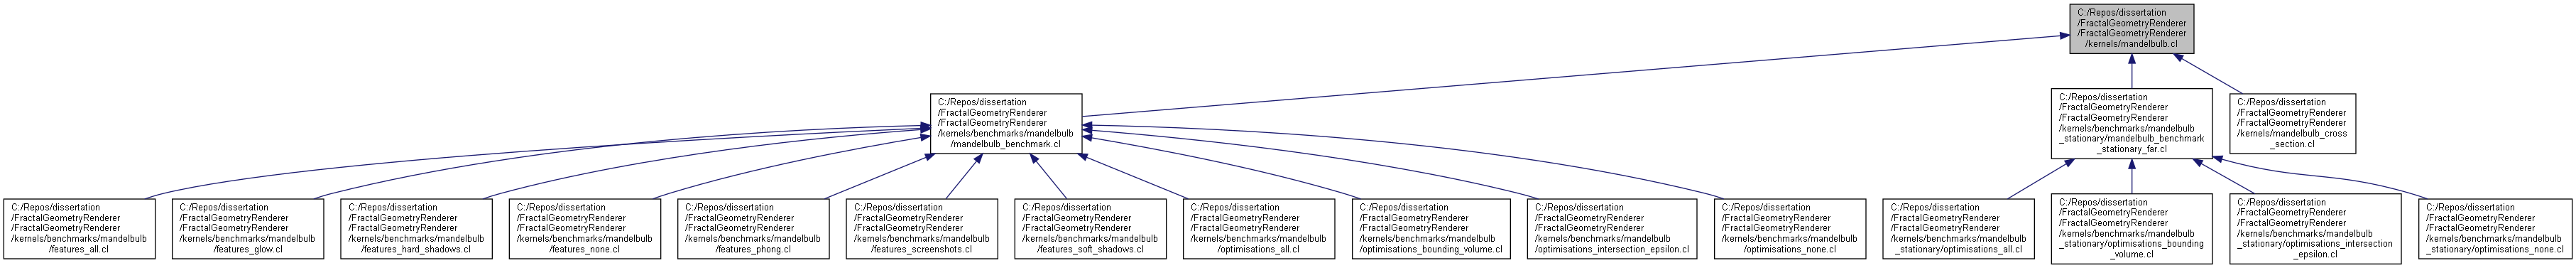 C:/Repos/dissertation
/FractalGeometryRenderer
/FractalGeometryRenderer
/kernels/mandelbulb.cl
C:/Repos/dissertation
/FractalGeometryRenderer
/FractalGeometryRenderer
/kernels/benchmarks/mandelbulb
/mandelbulb_benchmark.cl
C:/Repos/dissertation
/FractalGeometryRenderer
/FractalGeometryRenderer
/kernels/benchmarks/mandelbulb
_stationary/mandelbulb_benchmark
_stationary_far.cl
C:/Repos/dissertation
/FractalGeometryRenderer
/FractalGeometryRenderer
/kernels/mandelbulb_cross
_section.cl
C:/Repos/dissertation
/FractalGeometryRenderer
/FractalGeometryRenderer
/kernels/benchmarks/mandelbulb
/features_all.cl
C:/Repos/dissertation
/FractalGeometryRenderer
/FractalGeometryRenderer
/kernels/benchmarks/mandelbulb
/features_glow.cl
C:/Repos/dissertation
/FractalGeometryRenderer
/FractalGeometryRenderer
/kernels/benchmarks/mandelbulb
/features_hard_shadows.cl
C:/Repos/dissertation
/FractalGeometryRenderer
/FractalGeometryRenderer
/kernels/benchmarks/mandelbulb
/features_none.cl
C:/Repos/dissertation
/FractalGeometryRenderer
/FractalGeometryRenderer
/kernels/benchmarks/mandelbulb
/features_phong.cl
C:/Repos/dissertation
/FractalGeometryRenderer
/FractalGeometryRenderer
/kernels/benchmarks/mandelbulb
/features_screenshots.cl
C:/Repos/dissertation
/FractalGeometryRenderer
/FractalGeometryRenderer
/kernels/benchmarks/mandelbulb
/features_soft_shadows.cl
C:/Repos/dissertation
/FractalGeometryRenderer
/FractalGeometryRenderer
/kernels/benchmarks/mandelbulb
/optimisations_all.cl
C:/Repos/dissertation
/FractalGeometryRenderer
/FractalGeometryRenderer
/kernels/benchmarks/mandelbulb
/optimisations_bounding_volume.cl
C:/Repos/dissertation
/FractalGeometryRenderer
/FractalGeometryRenderer
/kernels/benchmarks/mandelbulb
/optimisations_intersection_epsilon.cl
C:/Repos/dissertation
/FractalGeometryRenderer
/FractalGeometryRenderer
/kernels/benchmarks/mandelbulb
/optimisations_none.cl
C:/Repos/dissertation
/FractalGeometryRenderer
/FractalGeometryRenderer
/kernels/benchmarks/mandelbulb
_stationary/optimisations_all.cl
C:/Repos/dissertation
/FractalGeometryRenderer
/FractalGeometryRenderer
/kernels/benchmarks/mandelbulb
_stationary/optimisations_bounding
_volume.cl
C:/Repos/dissertation
/FractalGeometryRenderer
/FractalGeometryRenderer
/kernels/benchmarks/mandelbulb
_stationary/optimisations_intersection
_epsilon.cl
C:/Repos/dissertation
/FractalGeometryRenderer
/FractalGeometryRenderer
/kernels/benchmarks/mandelbulb
_stationary/optimisations_none.cl